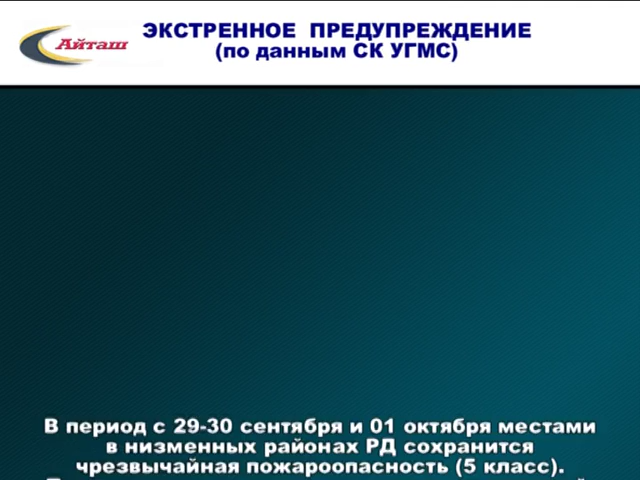 ЭКСТРЕННОЕ ПРЕДУПРЕЖДЕНИЕ
(по данным СК УГМС)
Айташ
В период с 29-30 сентября и 01 октября местами
в низменных районах РД сохранится
чрезвычайная пожароопасность (5 класс).